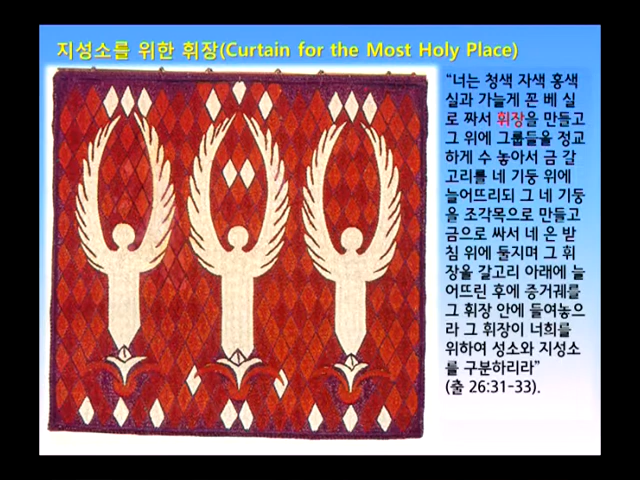 지성소를 위한 휘장(Curtain for the Most Holy Place)
“너는 청색 자색 홍색
실과 가늘게 꼰 베 실
로 짜서 휘장을 만들고
그 위에 그룹들을 정교
하게 수 놓아서 금 갈
고리를 네 기둥 위에
늘어뜨리되 그 네 기둥
을 조각목으로 만들고
금으로 싸서 네 은 받
침 위에 둘지며 그 휘
장을 갈고리 아래에 늘
어뜨린 후에 증거궤를
그 휘장 안에 들여놓으
라 그 휘장이 너희를
위하여 성소와 지성소
를 구분하리라”
(출 26:31-33).